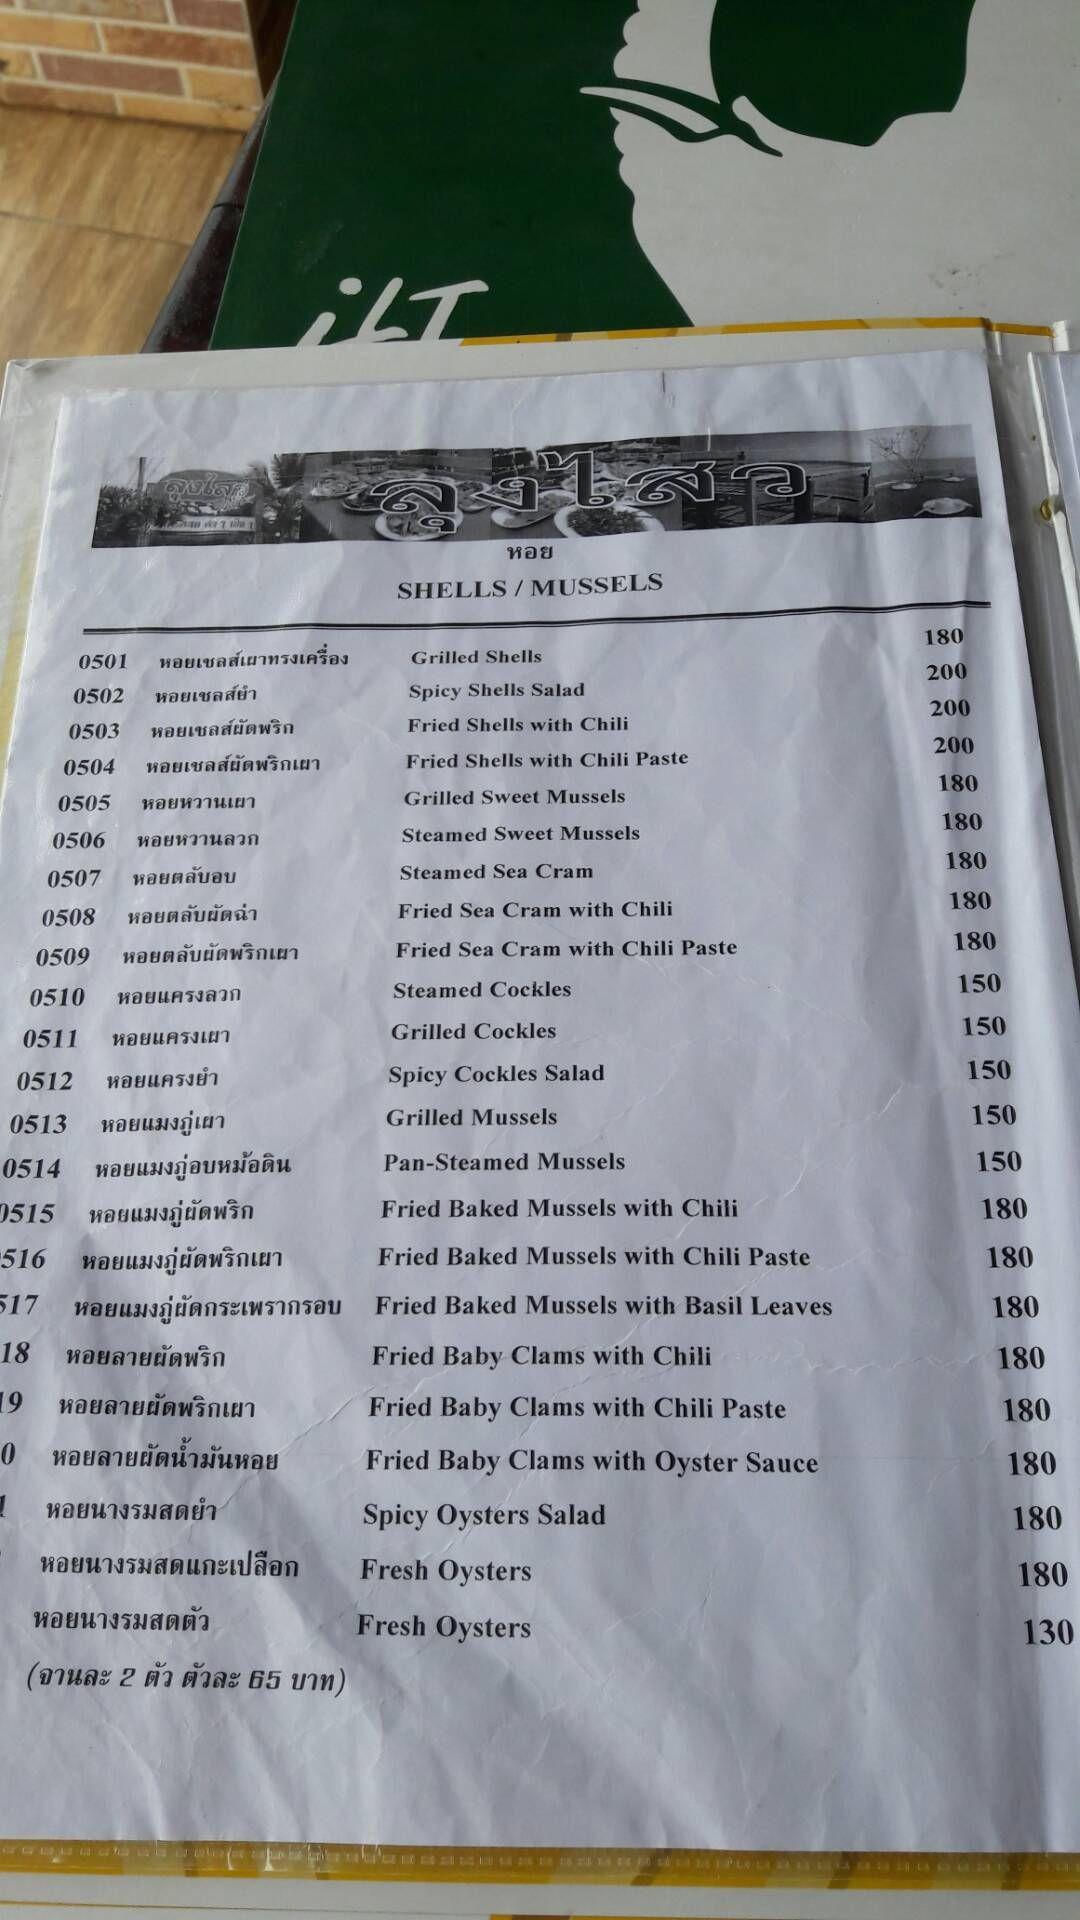 ลุงไสว
ลุงไสว
หอย
SHELLS / MUSSELS
0501 หอยเชลล์เผาทรงเครื่อง Grilled Shells 180
0502 หอยเชลส์ยำ Spicy Shells Salad 200
0503 หอยเชลส์ผัดพริก Fried Shells with Chili 200
0504 หอยเชลส์ผัดพริกเผา Fried Shells with Chili Paste 200
0505 หอยหวานเผา Grilled Sweet Mussels 180
0506 หอยหวานลวก Steamed Sweet Mussels 180
0507 หอยตลับอบ Steamed Sea Cram 180
0508 หอยตลับผัดฉ่า Fried Sea Cram with Chili 180
0509 หอยตลับผัดพริกเผา Fried Sea Cram with Chili Paste 180
0510 หอยแครงลวก Steamed Cockles 150
0511 หอยแครงเผา Grilled Cockles 150
0512 หอยแครงยำ Spicy Cockles Salad 150
0513 หอยแมงภู่เผา Grilled Mussels 150
0514 หอยแมงภู่อบหม้อดิน Pan-Steamed Mussels 150
0515 หอยแมงภู่ผัดพริก Fried Baked Mussels with Chili 180
516 หอยแมงภู่ผัดพริกเผา Fried Baked Mussels with Chili Paste 180
517 หอยแมงภู่ผัดกระเพรากรอบ Fried Baked Mussels with Basil Leaves 180
18 หอยลายผัดพริก Fried Baby Clams with Chili 180
19 หอยลายผัดพริกเผา Fried Baby Clams with Chili Paste 180
0 หอยลายผัดน้ำมันหอย Fried Baby Clams with Oyster Sauce 180
1 หอยนางรมสดยำ Spicy Oysters Salad 180
หอยนางรมสดแกะเปลือก Fresh Oysters 180
หอยนางรมสดตัว Fresh Oysters 130
(จานละ 2 ตัว ตัวละ 65 บาท)